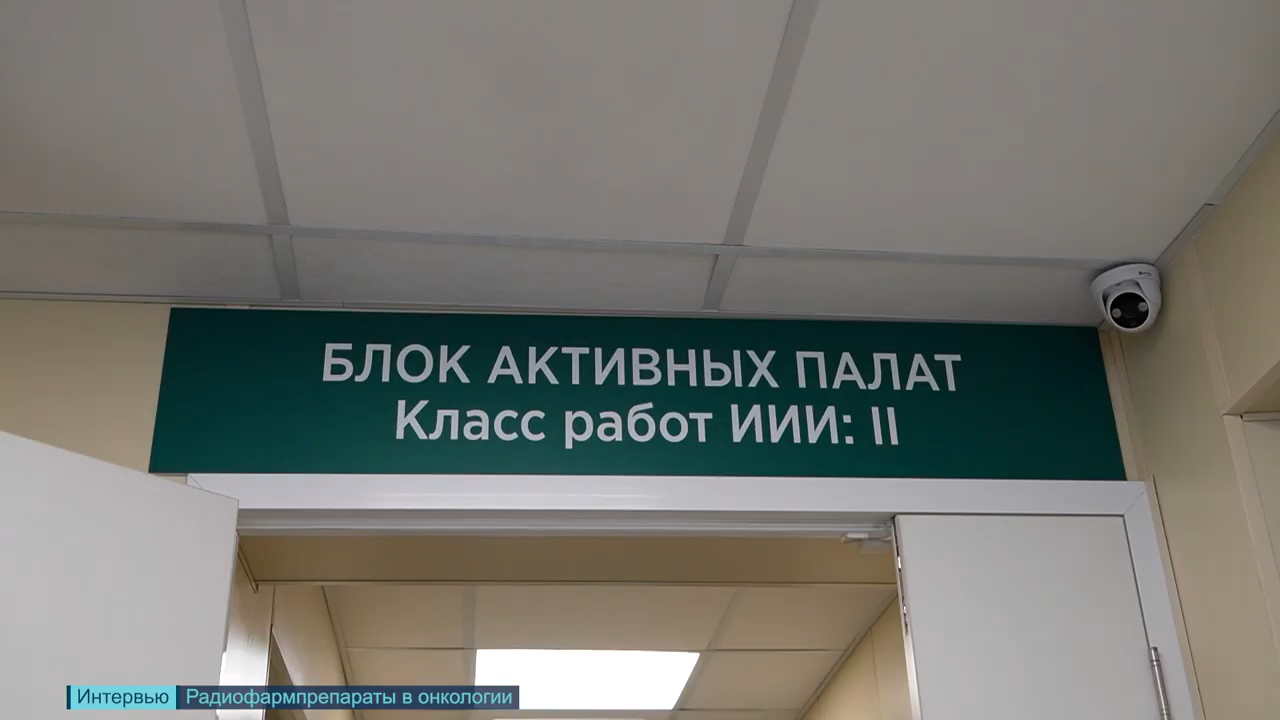 БЛОК АКТИВНЫХ ПАЛАТ
Класс работ ИИИ: II
Интервью Радиофармпрепараты в онкологии